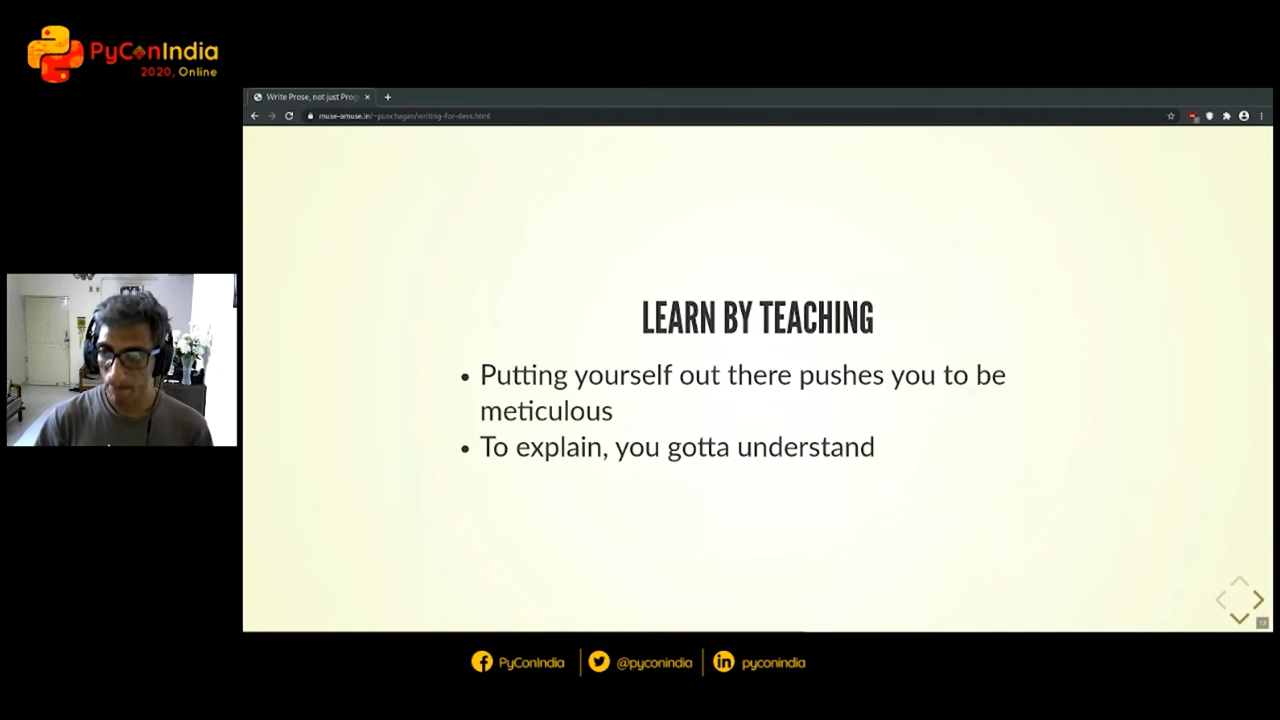 PyConIndia
2020, Online
Write Prose, not just Prog
muse-amuse.in/~punchagan/writing-for-devs.html
LEARN BY TEACHING
• Putting yourself out there pushes you to be
meticulous
• To explain, you gotta understand
PyConIndia
@pyconindia
pyconindia